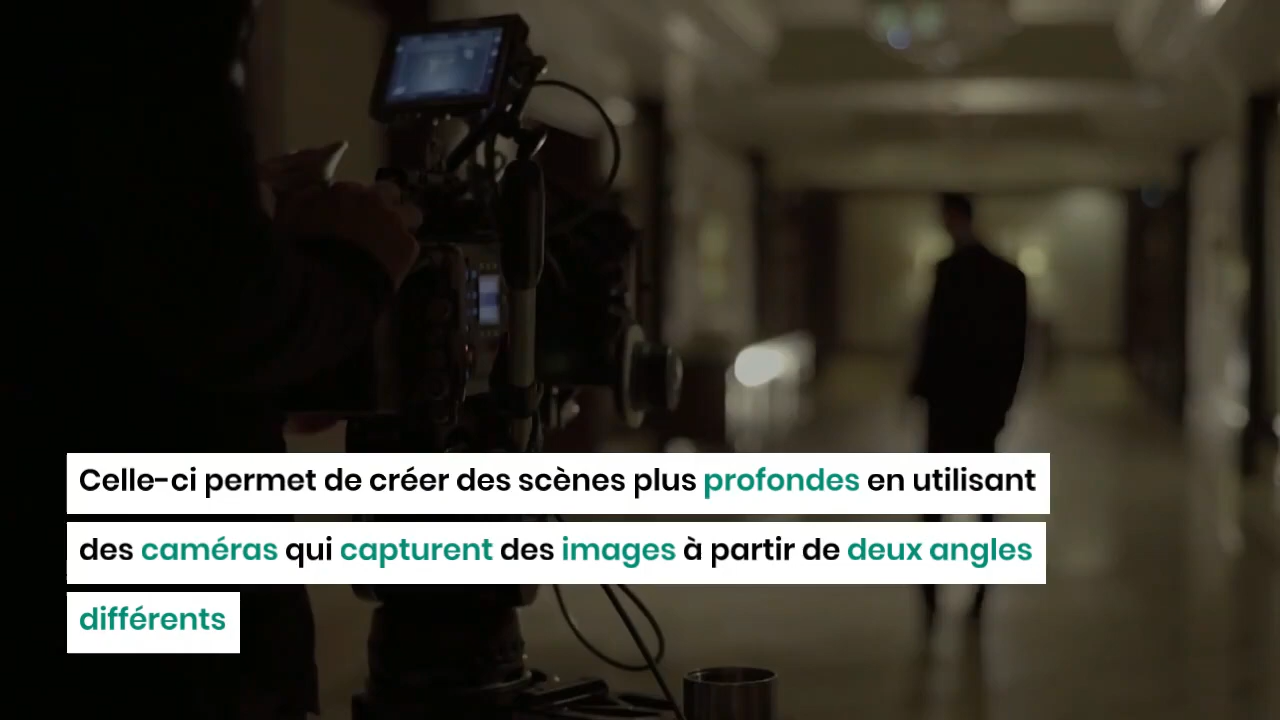 Celle-ci permet de créer des scènes plus profondes en utilisant
des caméras qui capturent des images à partir de deux angles
différents